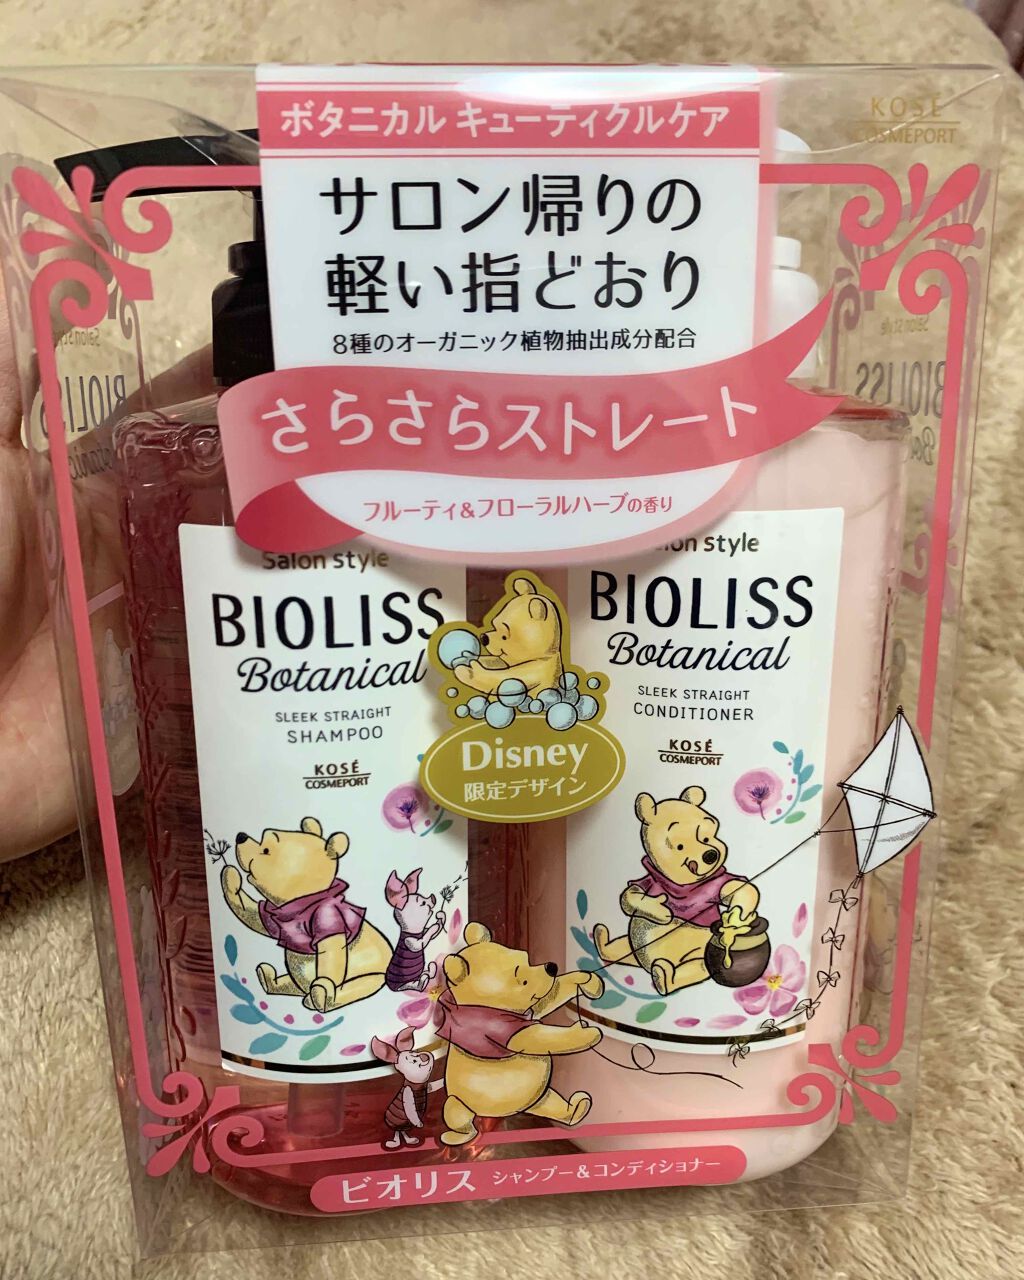 ボタニカル キューティクルケア
KOSÉ
COSMEPORT
サロン帰りの
軽い指どおり
8種のオーガニック植物抽出成分配合
さらさらストレート
フルーティ&フローラルハーブの香り
Salon style
BIOLISS
Botanical
SLEEK STRAIGHT
SHAMPOO
KOSÉ
COSMEPORT
Salon style
BIOLISS
Botanical
SLEEK STRAIGHT
CONDITIONER
KOSÉ
COSMEPORT
Disney
限定デザイン
ビオリス シャンプー&コンディショナー